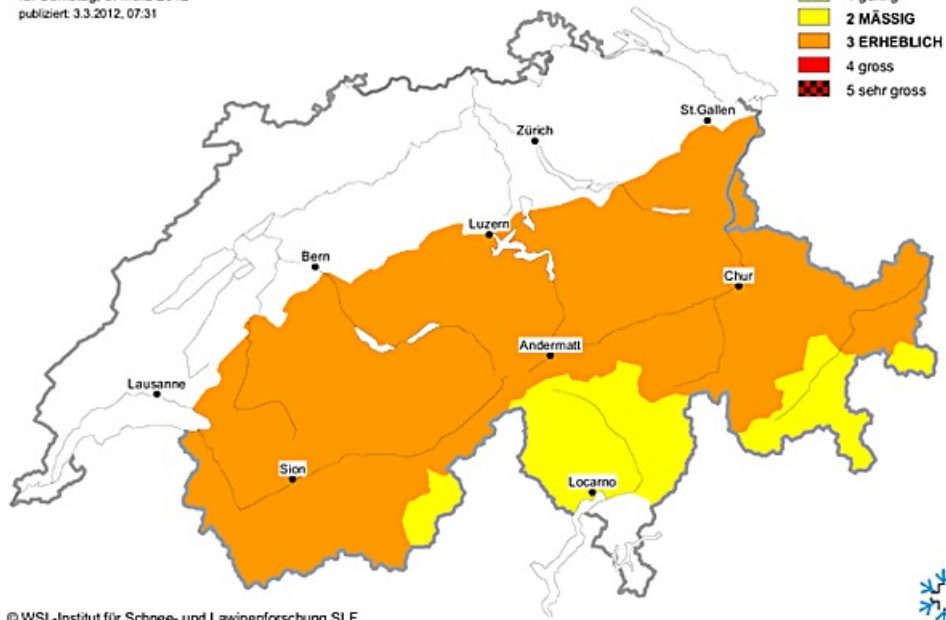 publiziert: 3.3.2012, 07:31
2 MÄSSIG
3 ERHEBLICH
4 gross
5 sehr gross
St.Gallen
Zürich
Luzern
Bern
Chur
Andermatt
Lausanne
Sion
Locarno
© WSL-Institut für Schnee- und Lawinenforschung SLF